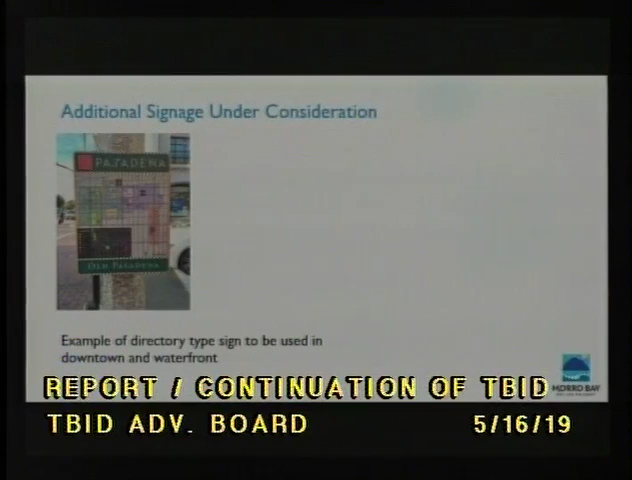 Additional Signage Under Consideration
PASADENA
OLD PASADENA
Example of directory type sign to be used in
downtown and waterfront
MORRO BAY
REPORT / CONTINUATION OF TBID
TBID ADV. BOARD 5/16/19